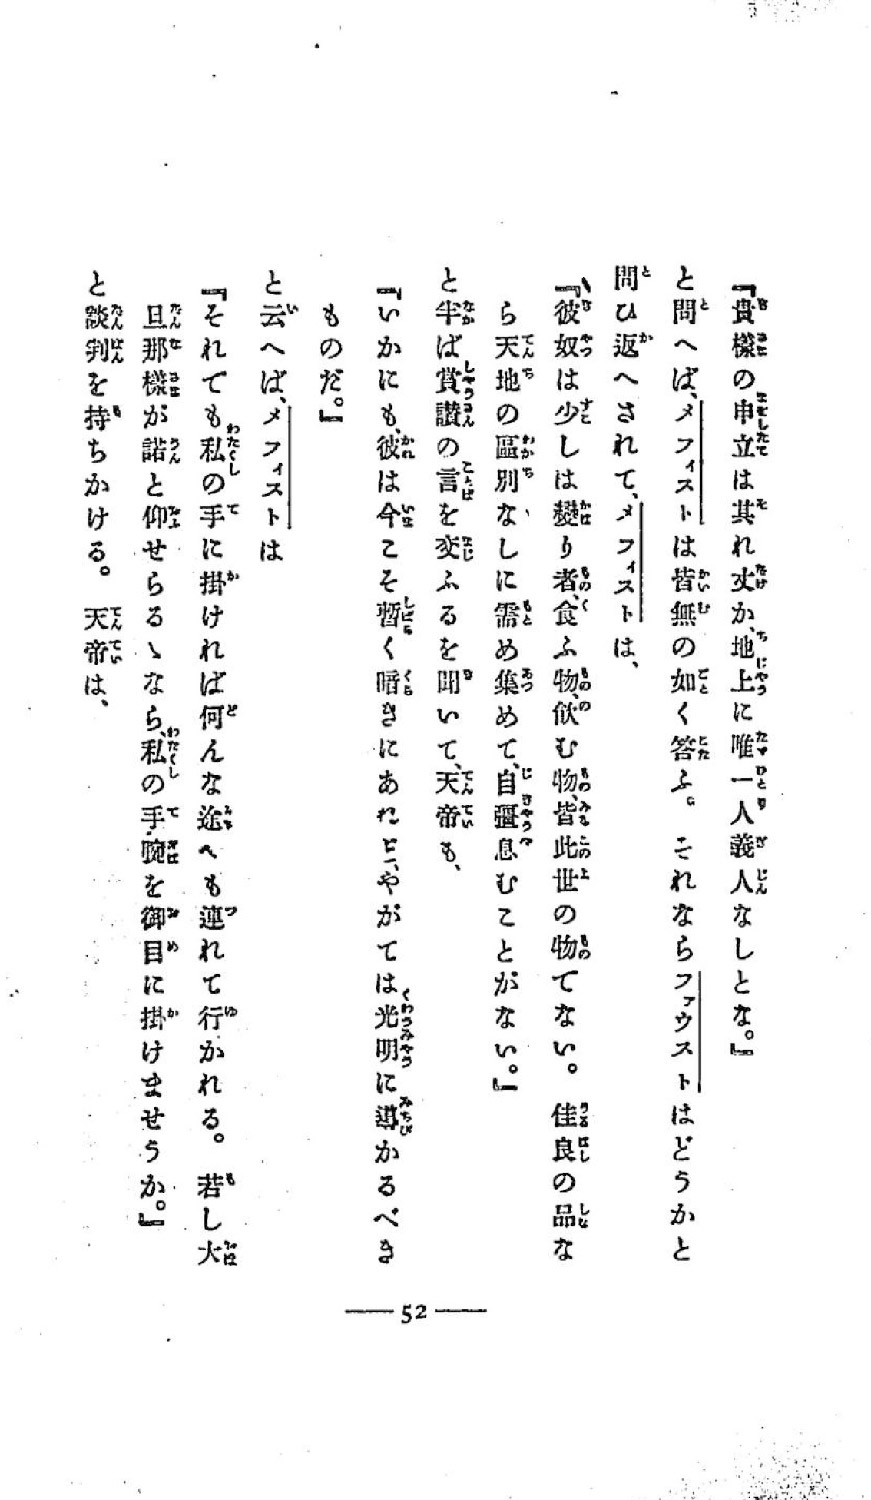 『貴樣の申立は其れ丈か、地上に唯一人義人なしとな。』
と問へば、メフィストは皆無の如く答ふ。それならファウストはどうかと
問ひ返へされて、メフィストは、
『彼奴は少しは變り者、食ふ物、飮む物、皆此世の物でない。佳良の品な
ら天地の區別なしに需め集めて、自彊息むことがない。』
と半ば賞讃の言を交ふるを聞いて、天帝も、
『いかにも、彼は今こそ暫く暗きにあれど、やがては光明に導かるべき
ものだ。』
と云へば、メフィストは
『それでも私の手に掛ければ何んな途へも連れて行かれる。若し大
旦那樣が諾と仰せらるゝなら、私の手腕を御目に掛けませうか。』
と談判を持ちかける。天帝は、
52